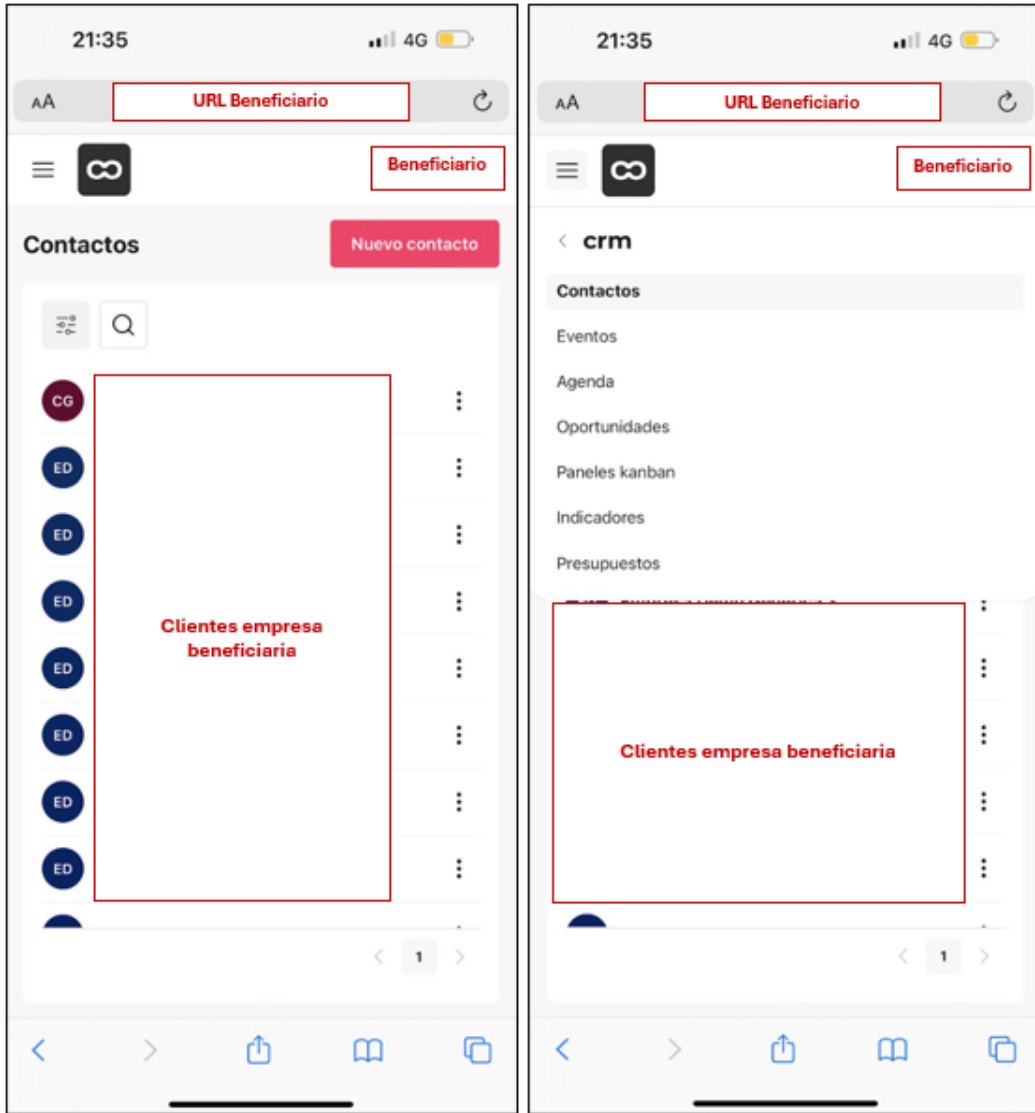 21:35
4G
AA
URL Beneficiario
Beneficiario
Contactos
Nuevo contacto
CG
ED
ED
ED
Clientes empresa
beneficiaria
ED
ED
ED
ED
1
21:35
4G
AA
URL Beneficiario
Beneficiario
crm
Contactos
Eventos
Agenda
Oportunidades
Paneles kanban
Indicadores
Presupuestos
Clientes empresa beneficiaria
1